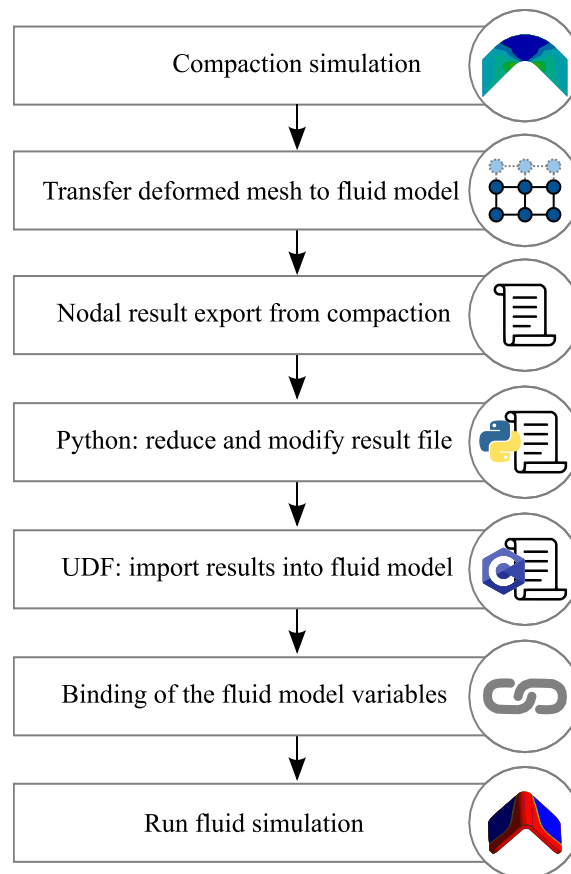 Compaction simulation
Transfer deformed mesh to fluid model
Nodal result export from compaction
Python: reduce and modify result file
UDF: import results into fluid model
C
Binding of the fluid model variables
Run fluid simulation